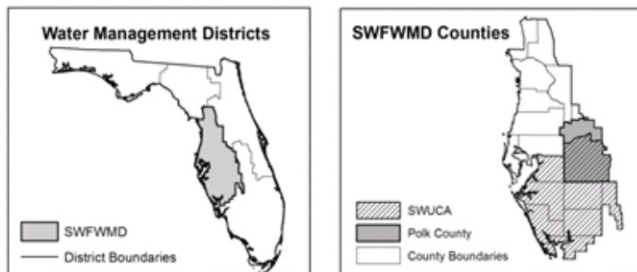 Water Management Districts
SWFWMD
District Boundaries
SWFWMD Counties
SWUCA
Polk County
County Boundaries